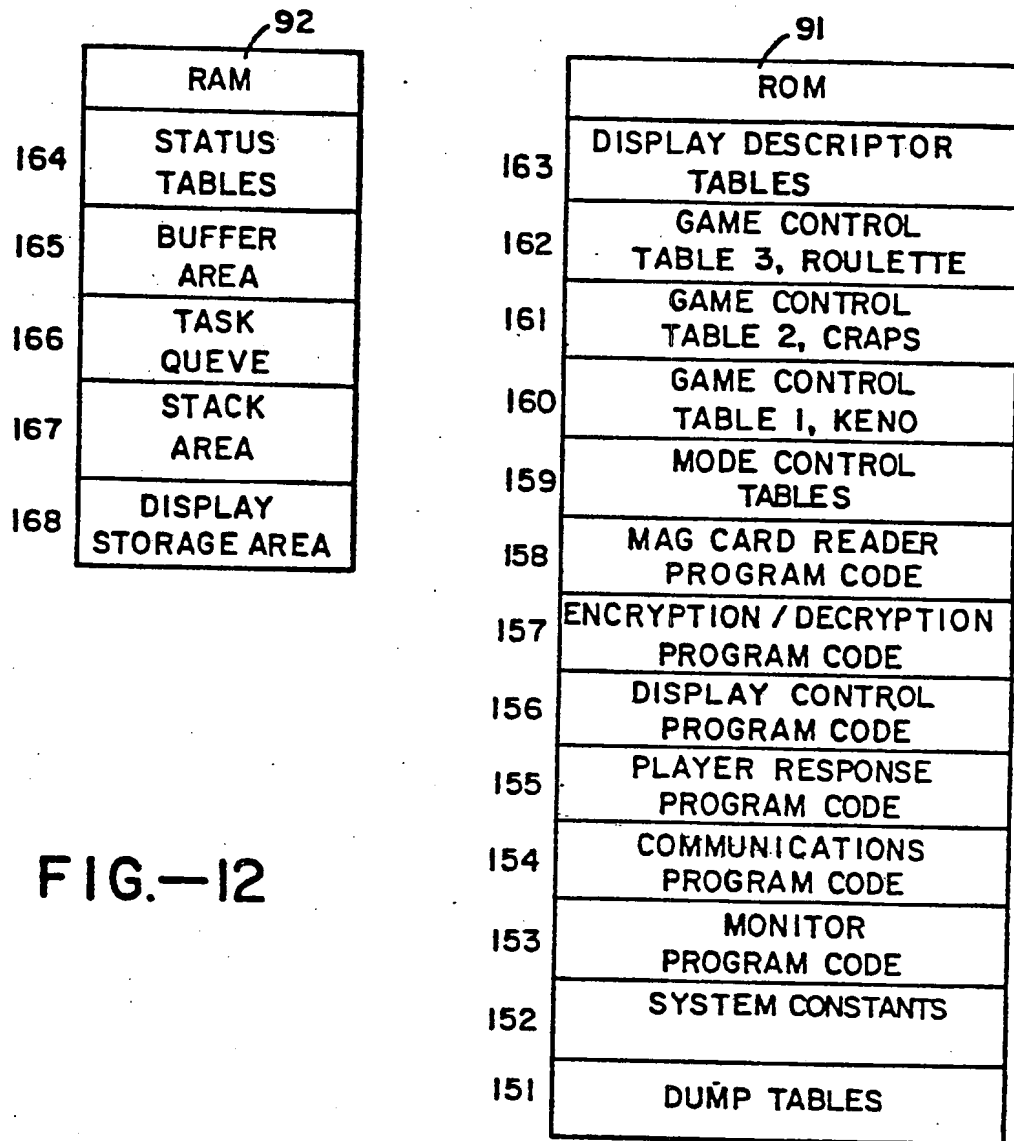 92
RAM
164
STATUS
TABLES
165
BUFFER
AREA
166
TASK
QUEVE
167
STACK
AREA
168
DISPLAY
STORAGE AREA
91
ROM
163
DISPLAY DESCRIPTOR
TABLES
162
GAME CONTROL
TABLE 3, ROULETTE
161
GAME CONTROL
TABLE 2, CRAPS
160
GAME CONTROL
TABLE 1, KENO
159
MODE CONTROL
TABLES
158
MAG CARD READER
PROGRAM CODE
157
ENCRYPTION / DECRYPTION
PROGRAM CODE
156
DISPLAY CONTROL
PROGRAM CODE
155
PLAYER RESPONSE
PROGRAM CODE
154
COMMUNICATIONS
PROGRAM CODE
153
MONITOR
PROGRAM CODE
152
SYSTEM CONSTANTS
151
DUMP TABLES
FIG.—12